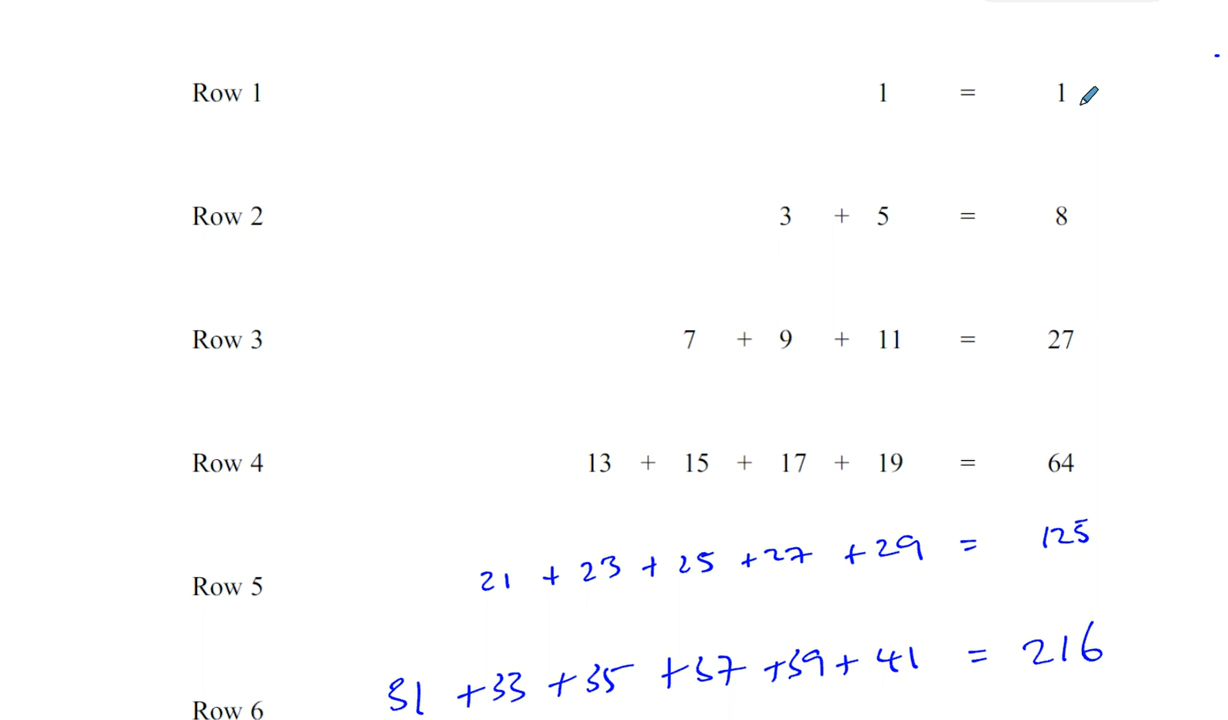 Row 1 1 = 1
Row 2 3 + 5 = 8
Row 3 7 + 9 + 11 = 27
Row 4 13 + 15 + 17 + 19 = 64
Row 5 21 + 23 + 25 + 27 + 29 = 125
Row 6 31 + 33 + 35 + 37 + 39 + 41 = 216